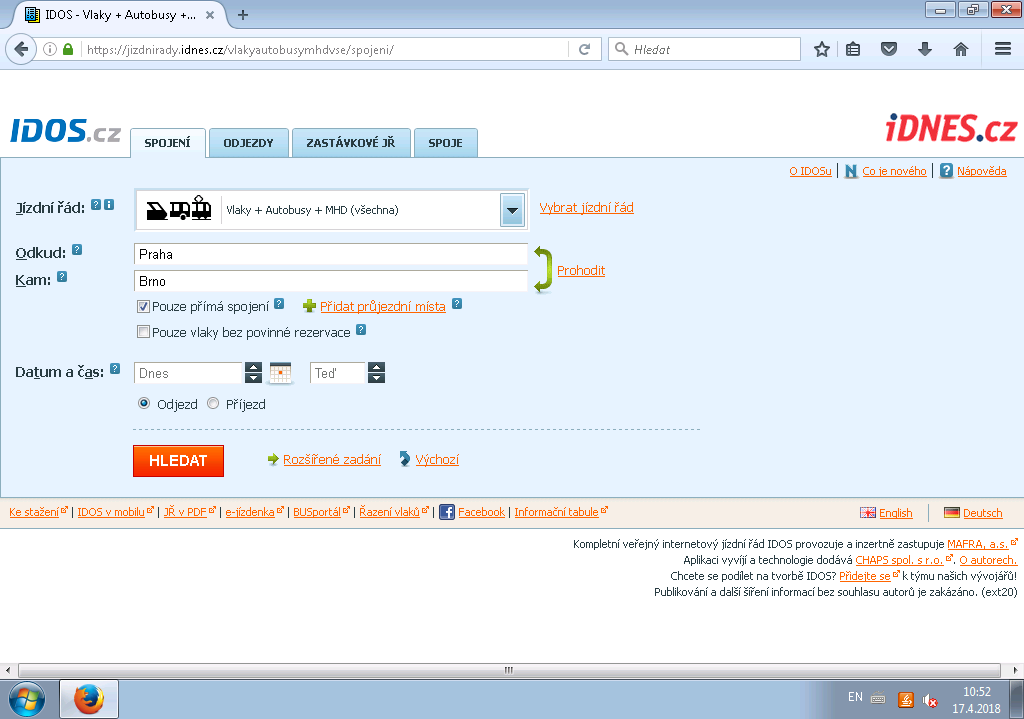 IDOS - Vlaky + Autobusy +...
https://jizdnirady.idnes.cz/vlakyautobusymhdvse/spojeni/
Hledat
IDOS.cz
SPOJENÍ
ODJEZDY
ZASTÁVKOVÉ JŘ
SPOJE
iDNES.cz
O IDOSu | Co je nového | Nápověda
Jízdní řád:
Vlaky + Autobusy + MHD (všechna)
Vybrat jízdní řád
Odkud:
Praha
Kam:
Brno
Prohodit
Pouze přímá spojení
Přidat průjezdní místa
Pouze vlaky bez povinné rezervace
Datum a čas:
Dnes
Teď
Odjezd
Příjezd
HLEDAT
Rozšířené zadání
Výchozí
Ke stažení | IDOS v mobilu | JŘ v PDF | e-jízdenka | BUSportál | Řazení vlaků | Facebook | Informační tabule
English
Deutsch
Kompletní veřejný internetový jízdní řád IDOS provozuje a inzertně zastupuje MAFRA, a.s.
Aplikaci vyvíjí a technologie dodává CHAPS spol. s r.o. . O autorech.
Chcete se podílet na tvorbě IDOS? Přidejte se k týmu našich vývojářů!
Publikování a další šíření informací bez souhlasu autorů je zakázáno. (ext20)
EN
10:52
17.4.2018